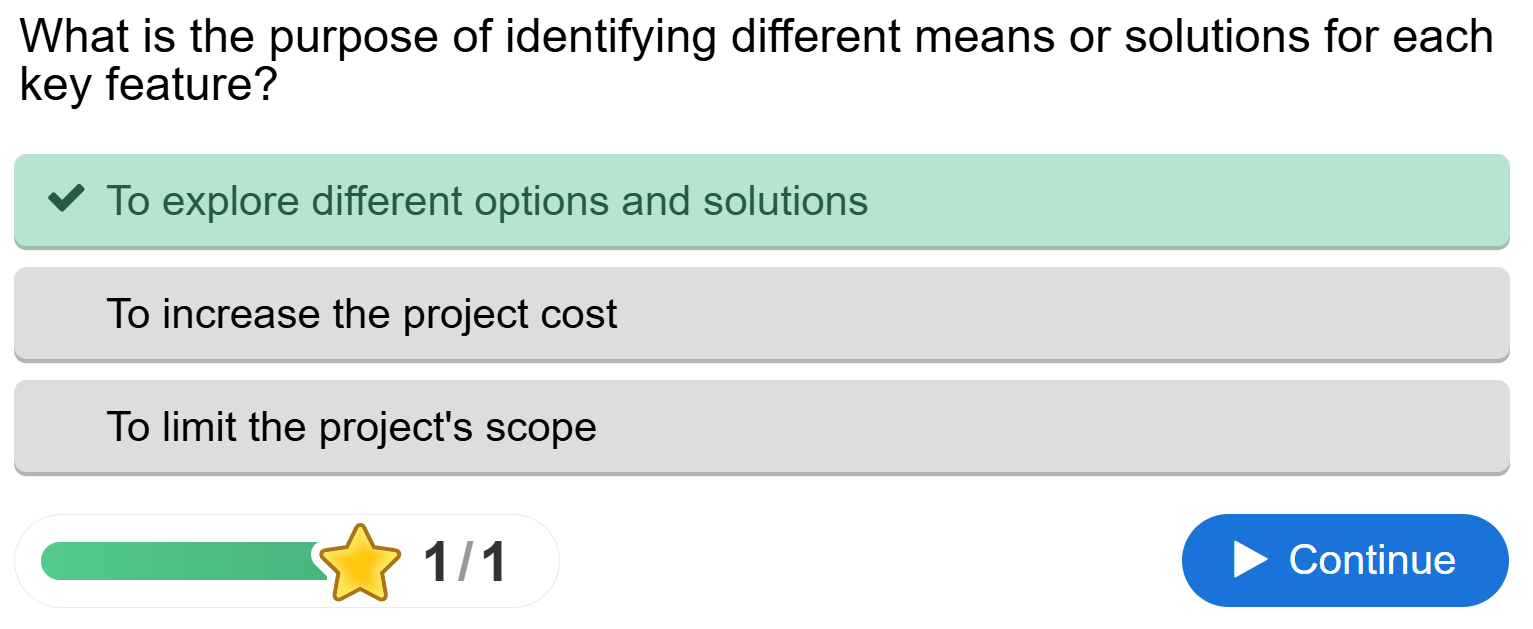 What is the purpose of identifying different means or solutions for each
key feature?
To explore different options and solutions
To increase the project cost
To limit the project's scope
1/1
Continue